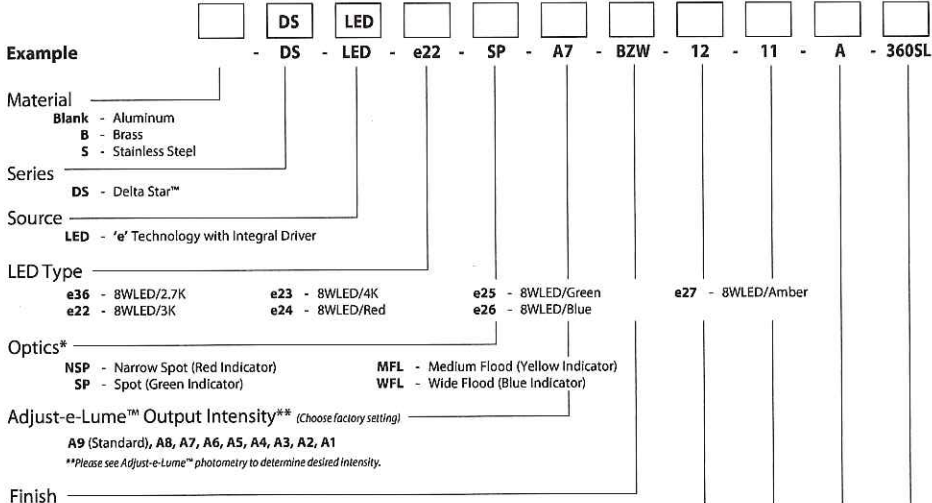 DS LED
Example - DS - LED - e22 - SP - A7 - BZW - 12 - 11 - A - 360SL
Material
Blank - Aluminum
B - Brass
S - Stainless Steel
Series
DS - Delta Star™
Source
LED - 'e' Technology with Integral Driver
LED Type
e36 - 8WLED/2.7K e23 - 8WLED/4K e25 - 8WLED/Green e27 - 8WLED/Amber
e22 - 8WLED/3K e24 - 8WLED/Red e26 - 8WLED/Blue
Optics*
NSP - Narrow Spot (Red Indicator) MFL - Medium Flood (Yellow Indicator)
SP - Spot (Green Indicator) WFL - Wide Flood (Blue Indicator)
Adjust-e-Lume™ Output Intensity** (Choose factory setting)
A9 (Standard), A8, A7, A6, A5, A4, A3, A2, A1
**Please see Adjust-e-Lume™ photometry to determine desired intensity.
Finish